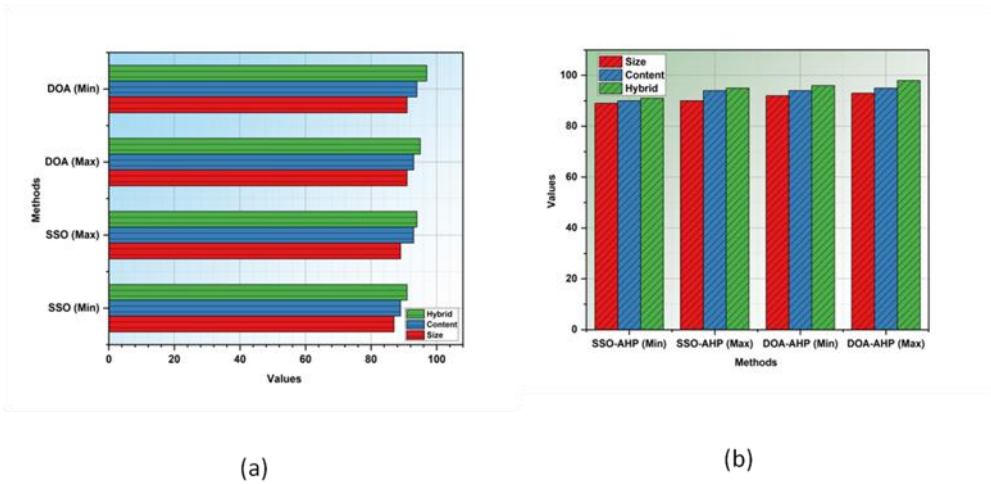 DOA (Min)
DOA (Max)
SSO (Max)
SSO (Min)
Methods
Hybrid
Content
Size
0 20 40 60 80 100
Values
(a)
Size
Content
Hybrid
100
80
60
40
20
0
Values
SSO-AHP (Min) SSO-AHP (Max) DOA-AHP (Min) DOA-AHP (Max)
Methods
(b)